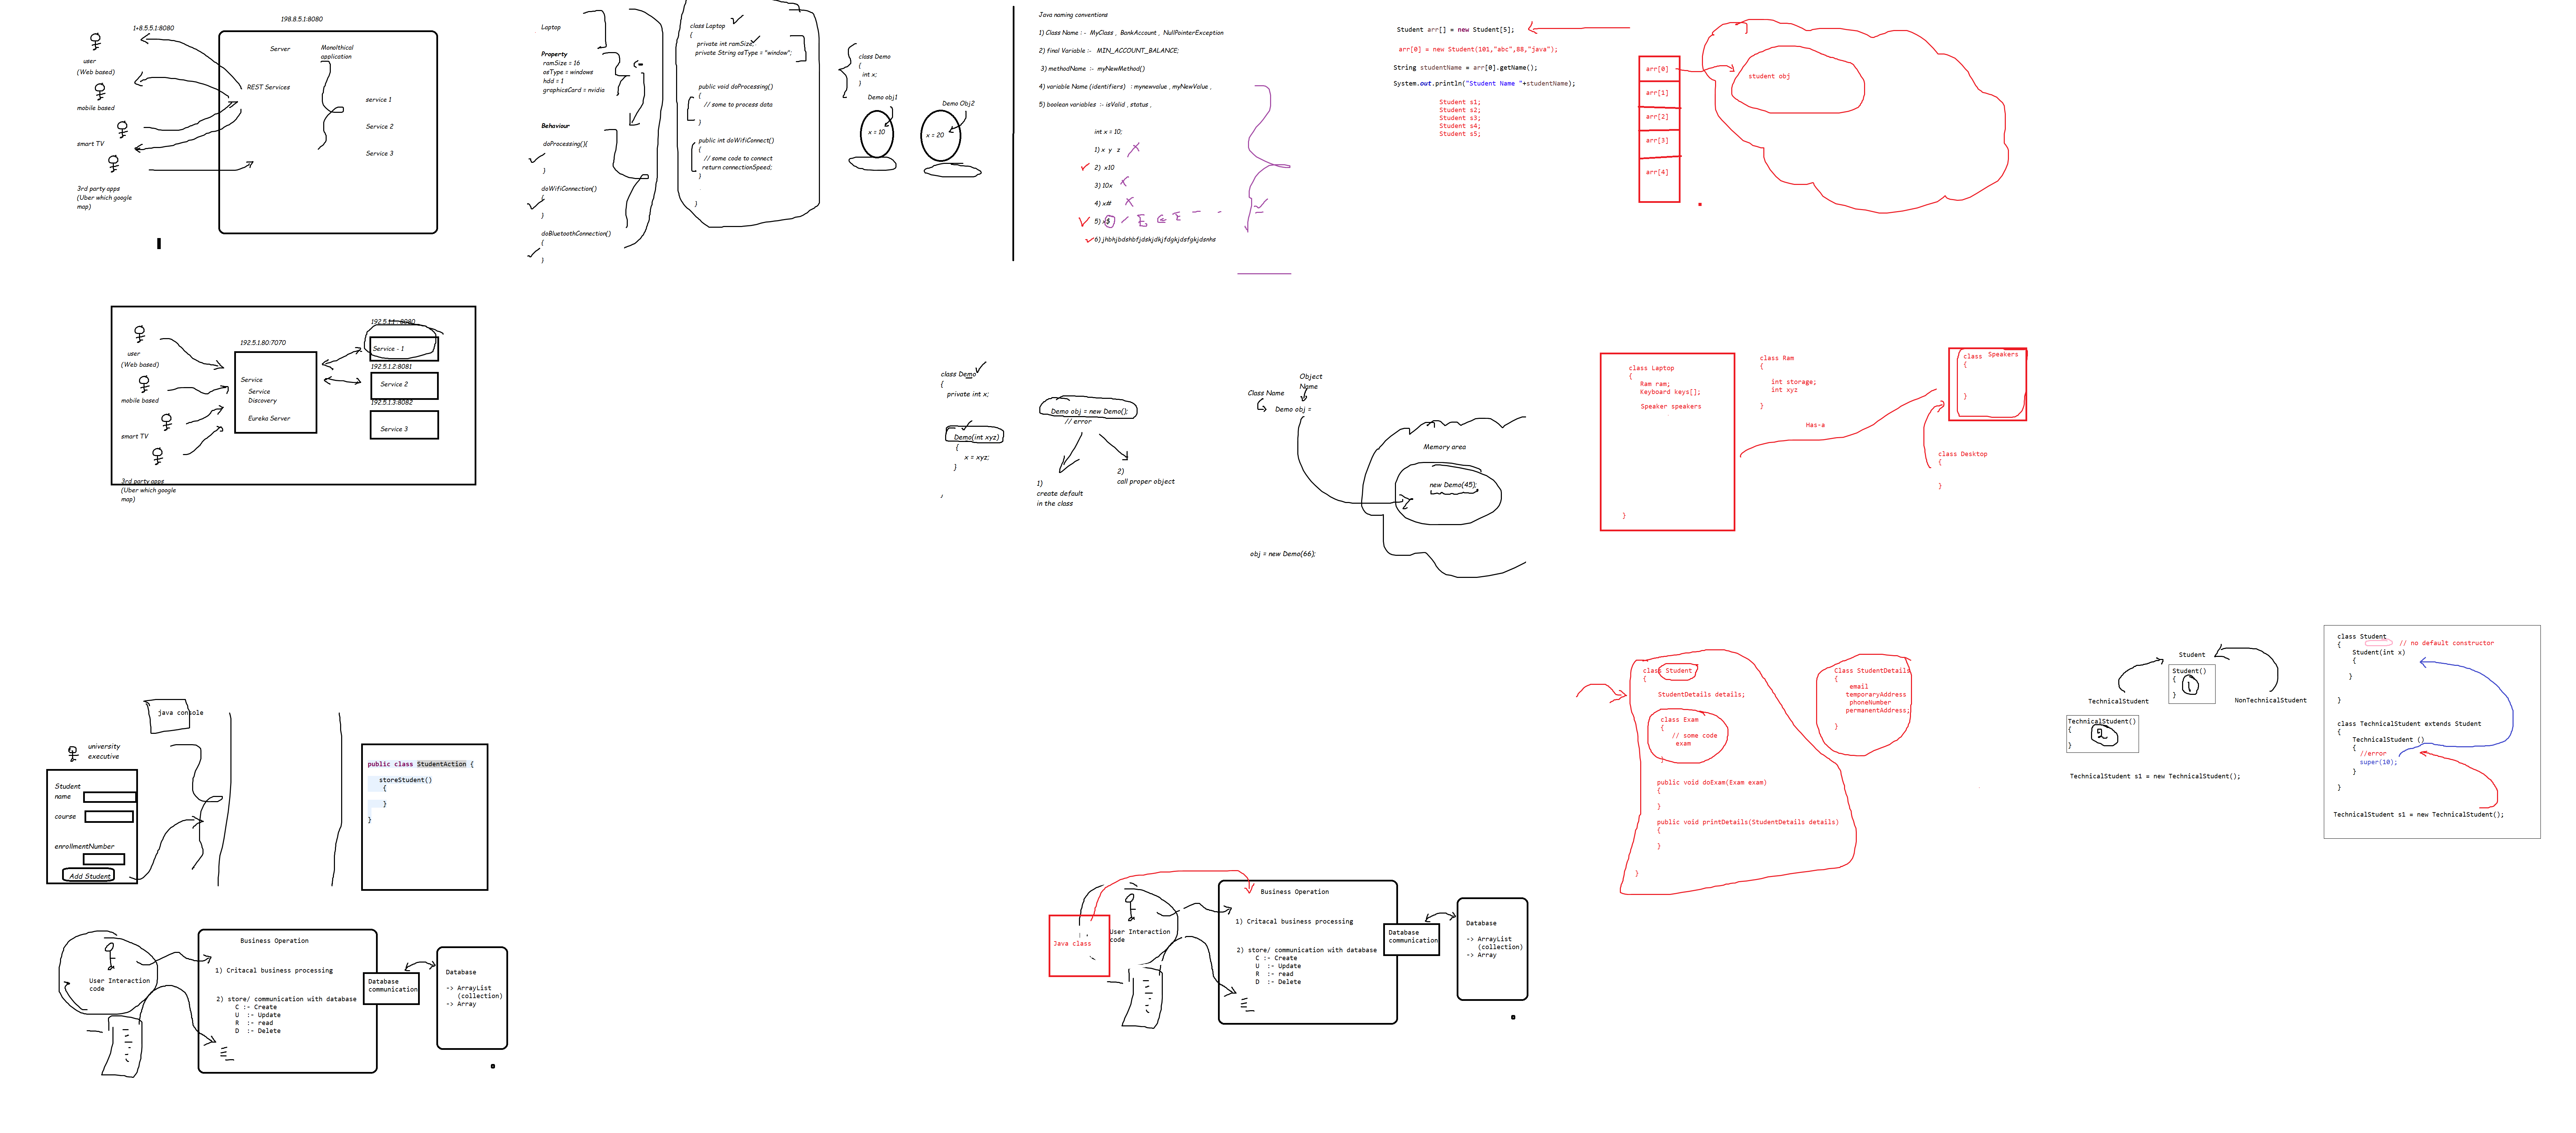 198.8.5.1:8080
1+8.5.5.1:8080
Server
Monolthical
application
user
(Web based)
REST Services
mobile based
service 1
Service 2
smart TV
Service 3
3rd party apps
(Uber which google
map)
Laptop
Property
ramSize = 16
osType = windows
hdd = 1
graphicsCard = nvidia
Behaviour
doProcessing(){
}
doWifiConnection()
{
}
doBluetoothConnection()
{
}
class Laptop
{
private int ramSize;
private String osType = "window";
public void doProcessing()
{
// some to process data
}
public int doWifiConnect()
{
// some code to connect
return connectionSpeed;
}
}
class Demo
{
int x;
}
Demo obj1
x = 10
Demo Obj2
x = 20
Java naming conventions
1) Class Name : - MyClass , BankAccount , NullPointerException
2) final Variable :- MIN_ACCOUNT_BALANCE;
3) methodName :- myNewMethod()
4) variable Name (identifiers) : mynewvalue , myNewValue ,
5) boolean variables :- isValid , status ,
int x = 10;
1) x y z
2) x10
3) 10x
4) x#
5) x$
6) jhbhjbdshbfjdskjdkjfdgkjdsfgkjdsnhs
Student arr[] = new Student[5];
arr[0] = new Student(101,"abc",88,"java");
String studentName = arr[0].getName();
System.out.println("Student Name "+studentName);
Student s1;
Student s2;
Student s3;
Student s4;
Student s5;
arr[0]
arr[1]
arr[2]
arr[3]
arr[4]
student obj
192.5.1.1 : 8080
192.5.1.80:7070
Service - 1
user
(Web based)
192.5.1.2:8081
Service
Service
Discovery
Service 2
mobile based
192.5.1.3:8082
Eureka Server
Service 3
smart TV
3rd party apps
(Uber which google
map)
class Demo
{
private int x;
Demo(int xyz)
{
x = xyz;
}
Demo obj = new Demo();
// error
1)
create default
in the class
2)
call proper object
Object
Name
Class Name
Demo obj =
Memory area
new Demo(45);
obj = new Demo(66);
class Laptop
{
Ram ram;
Keyboard keys[];
Speaker speakers
}
class Ram
{
int storage;
int xyz
}
Has-a
class Speakers
{
}
class Desktop
{
}
java console
university
executive
Student
name
course
enrollmentNumber
Add Student
public class StudentAction {
storeStudent()
{
}
}
User Interaction
code
Business Operation
1) Critacal business processing
2) store/ communication with database
C :- Create
U :- Update
R :- read
D :- Delete
Database
communication
Database
-> ArrayList
(collection)
-> Array
Java class
User Interaction
code
Business Operation
1) Critacal business processing
2) store/ communication with database
C :- Create
U :- Update
R :- read
D :- Delete
Database
communication
Database
-> ArrayList
(collection)
-> Array
class Student
{
StudentDetails details;
class Exam
{
// some code
exam
}
public void doExam(Exam exam)
{
}
public void printDetails(StudentDetails details)
{
}
}
Class StudentDetails
{
email
temporaryAddress
phoneNumber
permanentAddress;
}
Student
Student()
{
1
}
TechnicalStudent
NonTechnicalStudent
TechnicalStudent()
{
2
}
TechnicalStudent s1 = new TechnicalStudent();
class Student
{ // no default constructor
Student(int x)
{
}
}
class TechnicalStudent extends Student
{
TechnicalStudent ()
{
//error
super(10);
}
}
TechnicalStudent s1 = new TechnicalStudent();